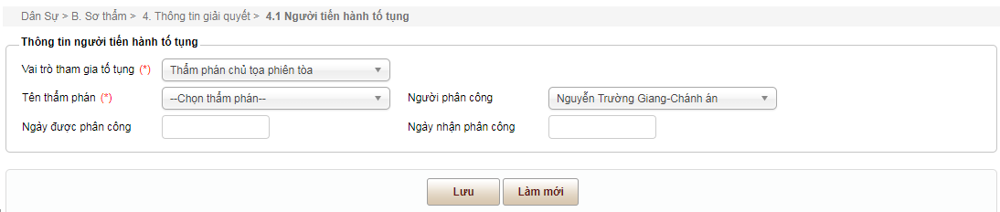 Dân Sự > B. Sơ thẩm > 4. Thông tin giải quyết > 4.1 Người tiến hành tố tụng
Thông tin người tiến hành tố tụng
Vai trò tham gia tố tụng (*) Thẩm phán chủ tọa phiên tòa
Tên thẩm phán (*) --Chọn thẩm phán-- Người phân công Nguyễn Trường Giang-Chánh án
Ngày được phân công Ngày nhận phân công
Lưu Làm mới